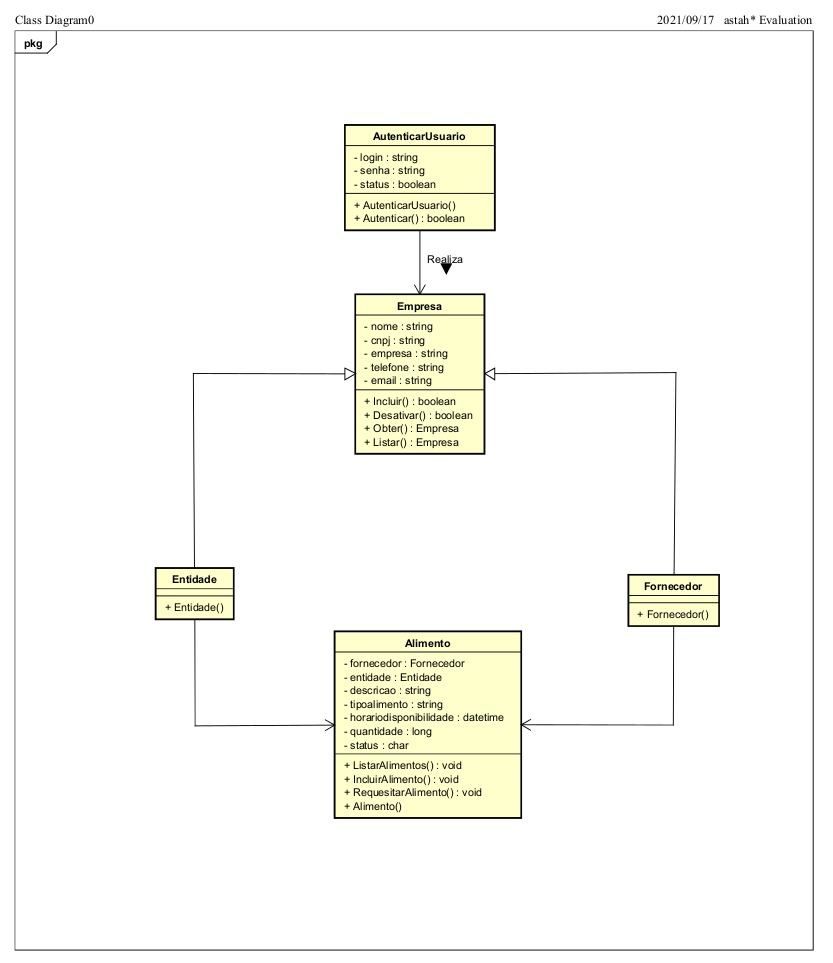 Class Diagram0
2021/09/17 astah* Evaluation
pkg
AutenticarUsuario
- login : string
- senha : string
- status : boolean
+ AutenticarUsuario()
+ Autenticar() : boolean
Realiza
Empresa
- nome : string
- cnpj : string
- empresa : string
- telefone : string
- email : string
+ Incluir() : boolean
+ Desativar() : boolean
+ Obter() : Empresa
+ Listar() : Empresa
Entidade
+ Entidade()
Fornecedor
+ Fornecedor()
Alimento
- fornecedor : Fornecedor
- entidade : Entidade
- descricao : string
- tipoalimento : string
- horariodisponibilidade : datetime
- quantidade : long
- status : char
+ ListarAlimentos() : void
+ IncluirAlimento() : void
+ RequesitarAlimento() : void
+ Alimento()